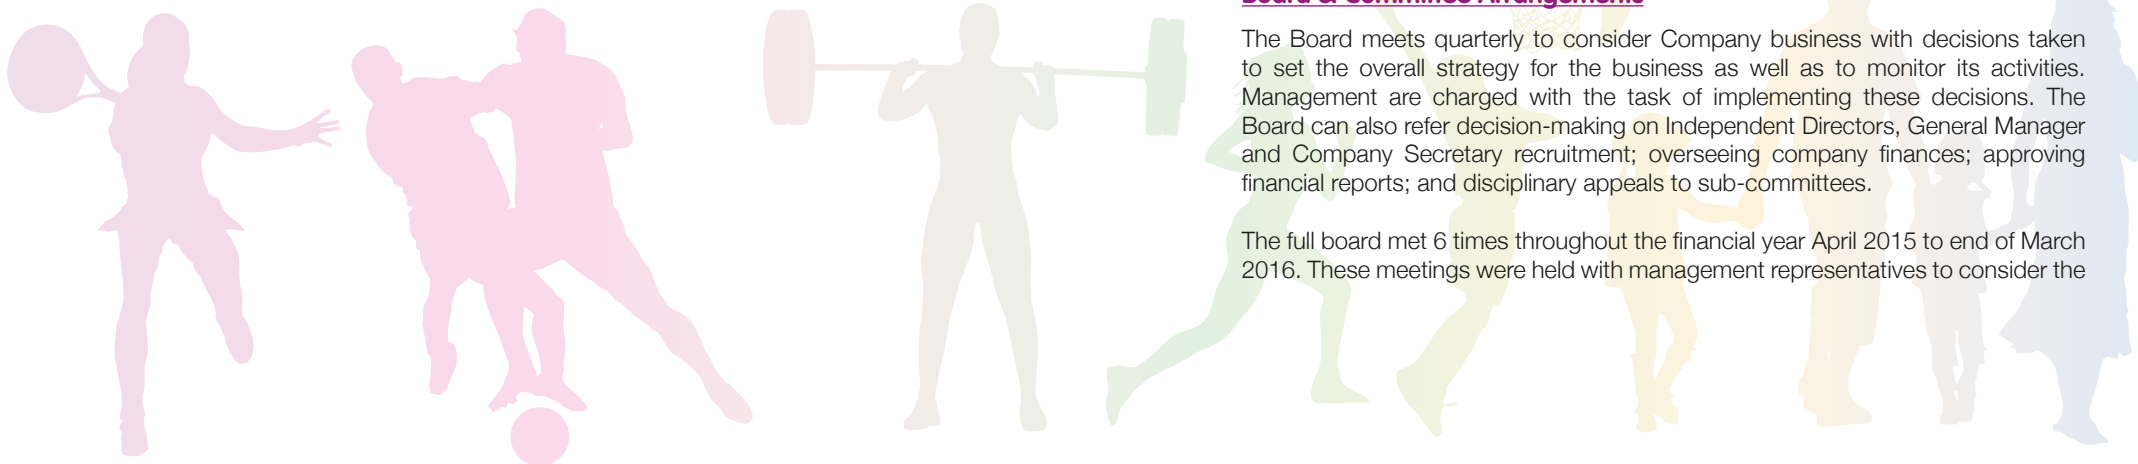 Board & Committee Arrangements
The Board meets quarterly to consider Company business with decisions taken
to set the overall strategy for the business as well as to monitor its activities.
Management are charged with the task of implementing these decisions. The
Board can also refer decision-making on Independent Directors, General Manager
and Company Secretary recruitment; overseeing company finances; approving
financial reports; and disciplinary appeals to sub-committees.
The full board met 6 times throughout the financial year April 2015 to end of March
2016. These meetings were held with management representatives to consider the